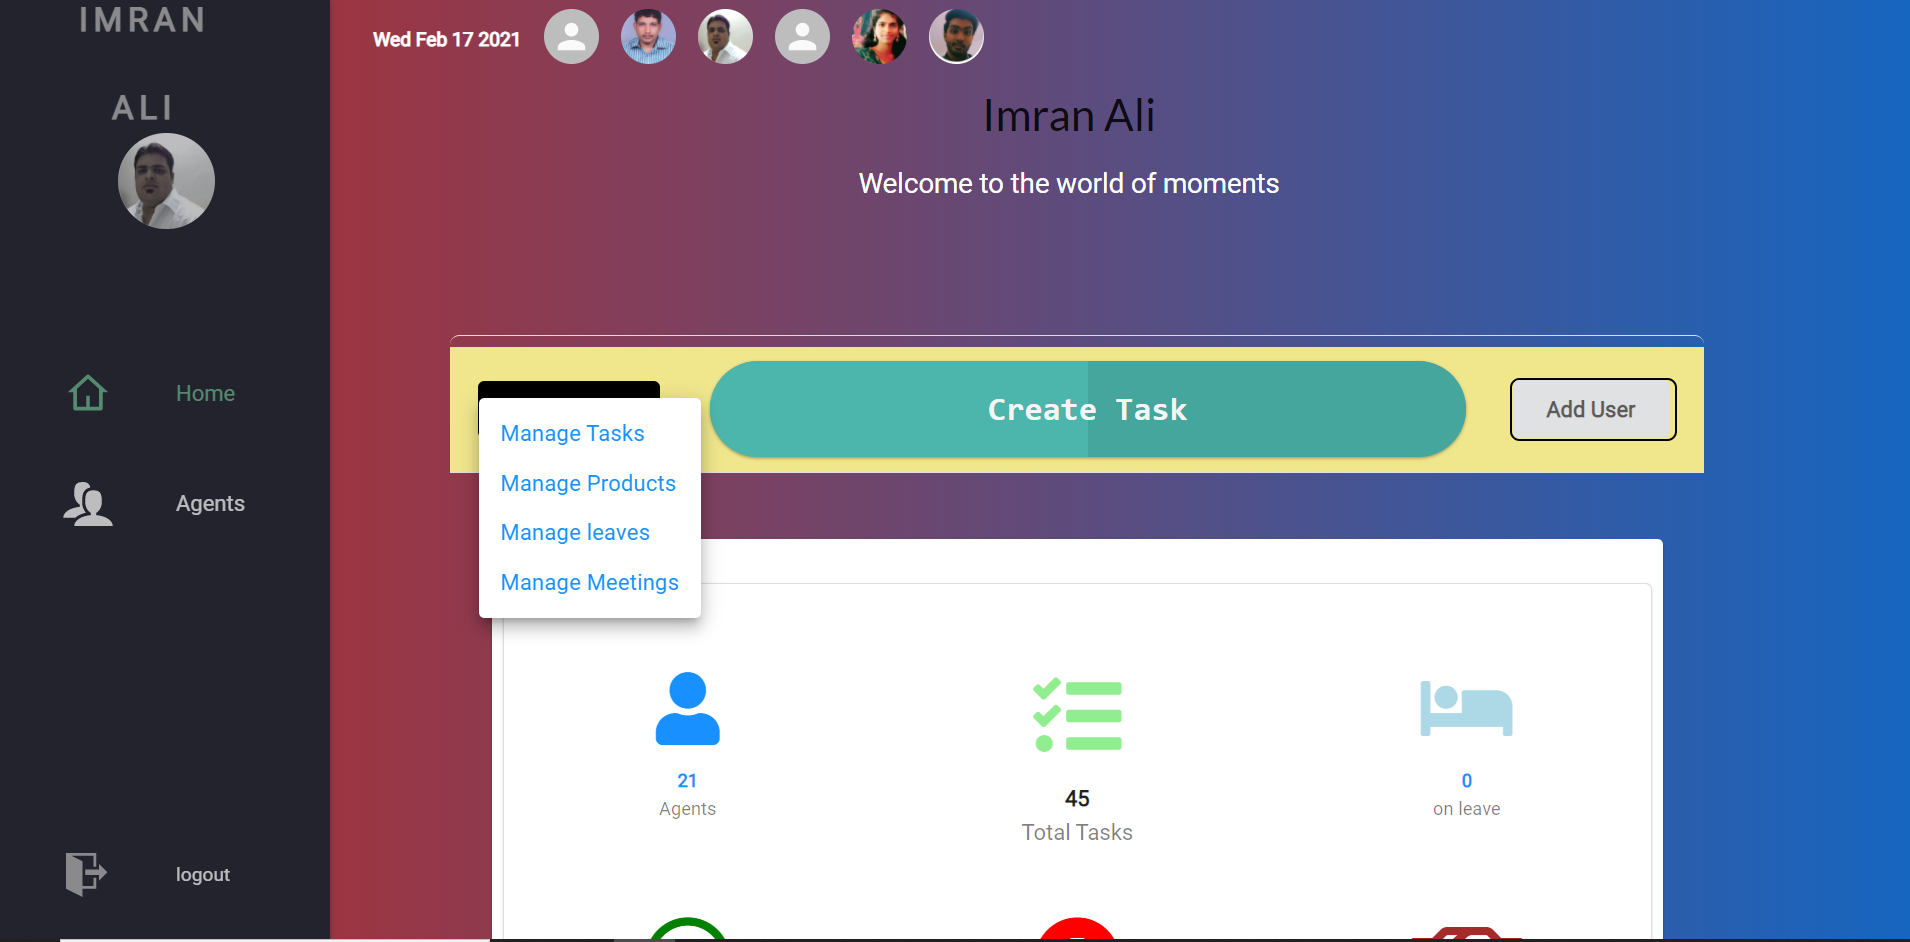 IMRAN
ALI
Home
Agents
logout
Wed Feb 17 2021
Imran Ali
Welcome to the world of moments
Create Task
Add User
Manage Tasks
Manage Products
Manage leaves
Manage Meetings
21
Agents
45
Total Tasks
0
on leave